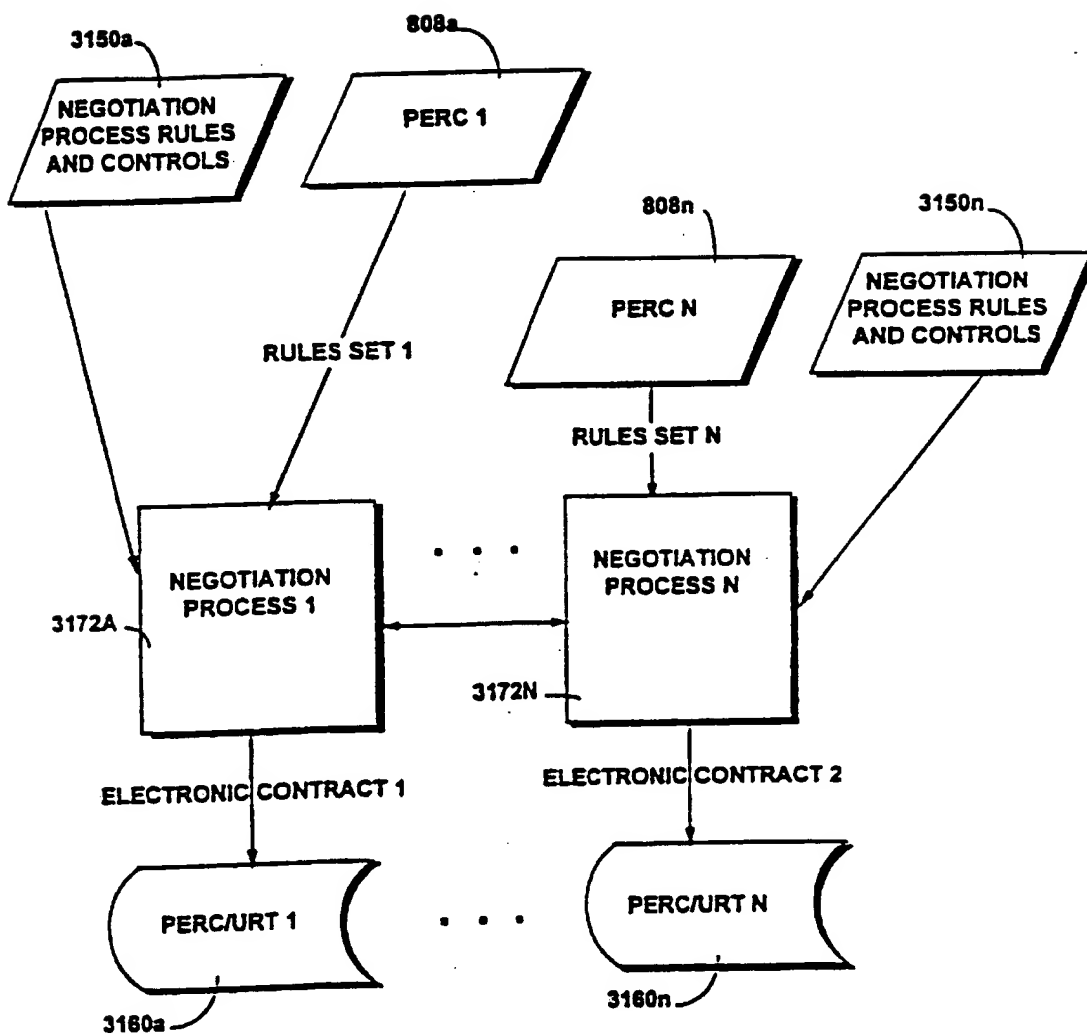 3150a
808a
NEGOTIATION
PROCESS RULES
AND CONTROLS
PERC 1
808n
3150n
PERC N
NEGOTIATION
PROCESS RULES
AND CONTROLS
RULES SET 1
RULES SET N
NEGOTIATION
PROCESS 1
NEGOTIATION
PROCESS N
3172A
3172N
ELECTRONIC CONTRACT 1
ELECTRONIC CONTRACT 2
PERC/URT 1
PERC/URT N
3160a
3160n